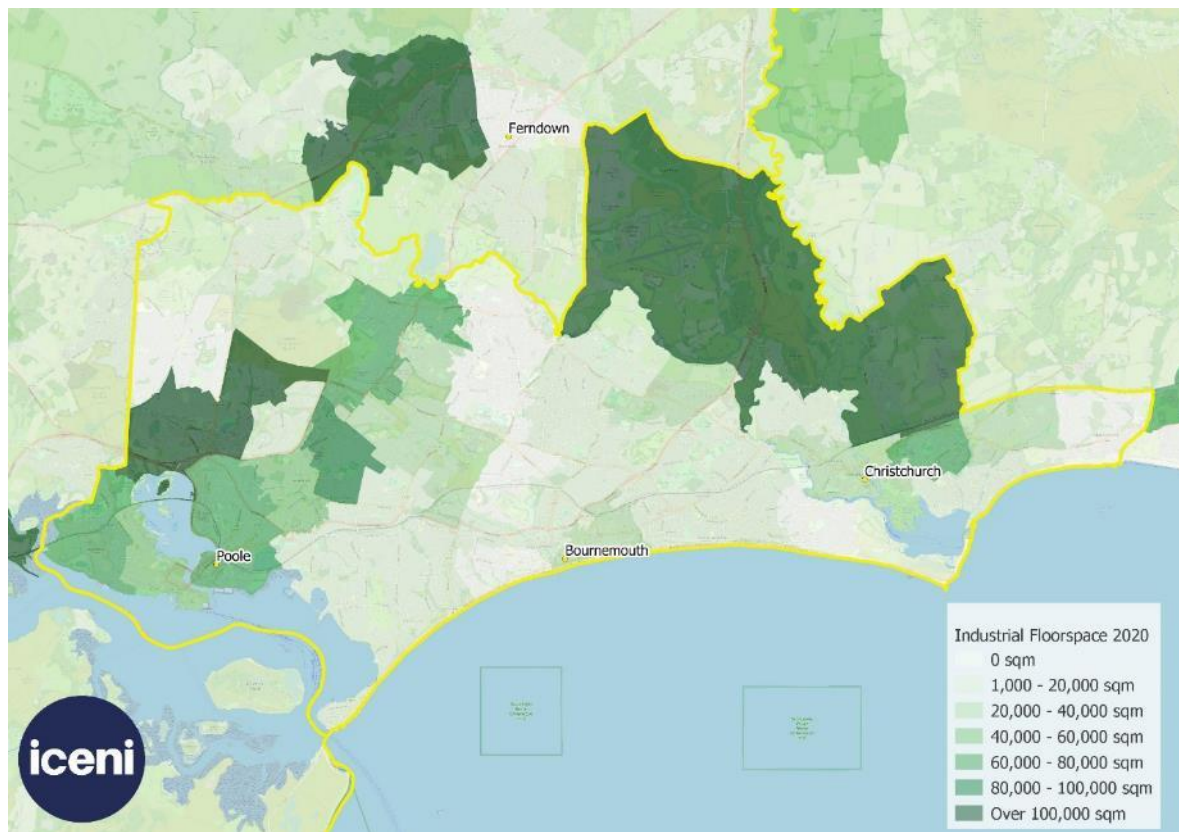 Ferndown
Christchurch
Bournemouth
Poole
Industrial Floorspace 2020
0 sqm
1,000 - 20,000 sqm
20,000 - 40,000 sqm
40,000 - 60,000 sqm
60,000 - 80,000 sqm
80,000 - 100,000 sqm
Over 100,000 sqm
iceni